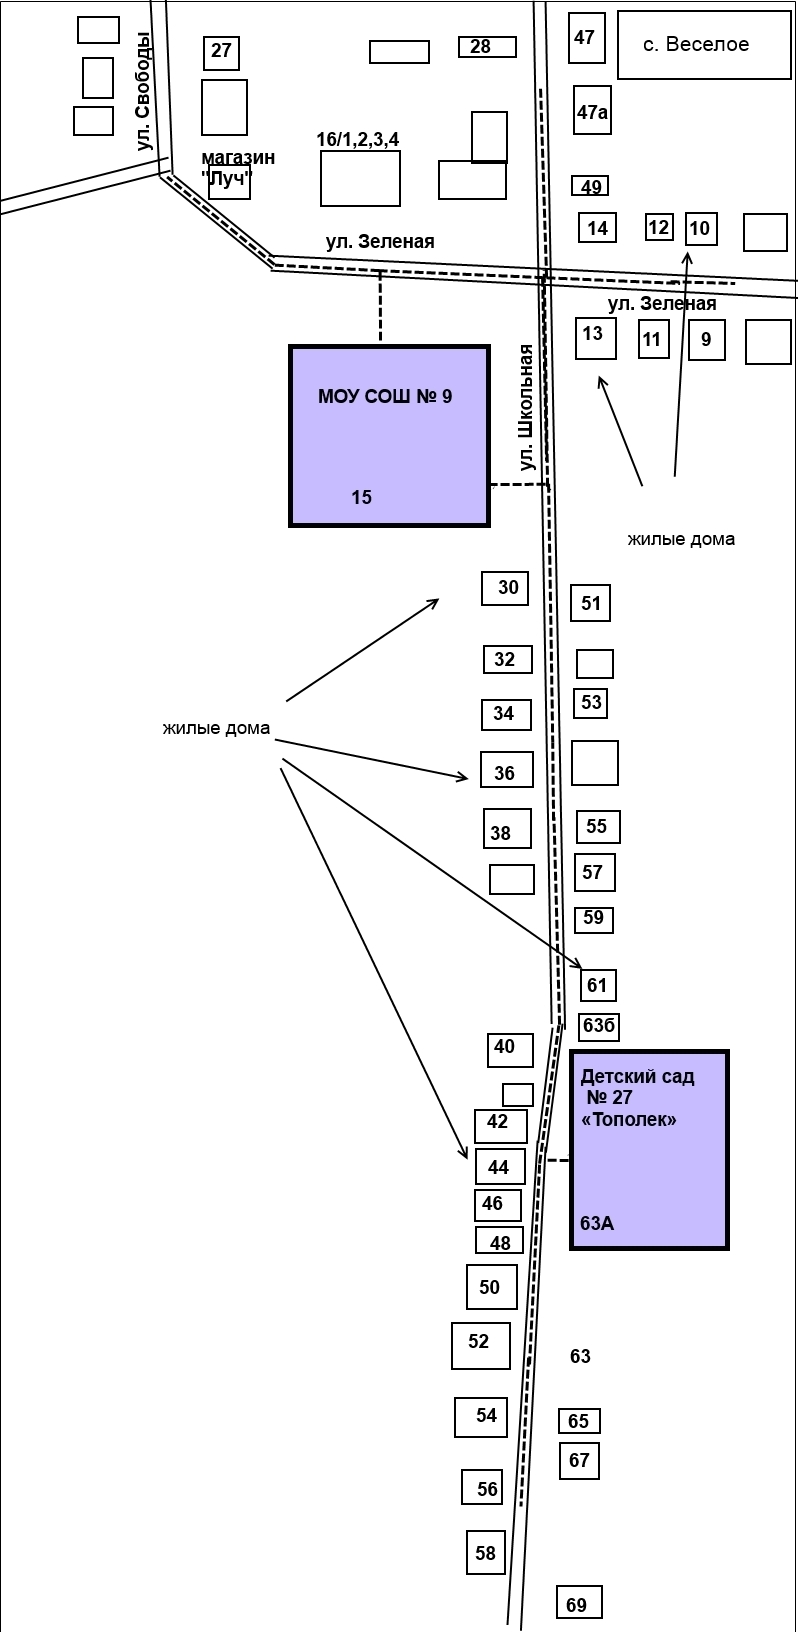 ул. Свободы
27
28
47
с. Веселое
47а
16/1,2,3,4
магазин
"Луч"
49
14
12
10
ул. Зеленая
ул. Зеленая
13
11
9
ул. Школьная
МОУ СОШ № 9
15
жилые дома
30
51
32
53
34
жилые дома
36
38
55
57
59
61
63б
40
Детский сад
№ 27
«Тополек»
42
44
46
63А
48
50
52
63
54
65
67
56
58
69